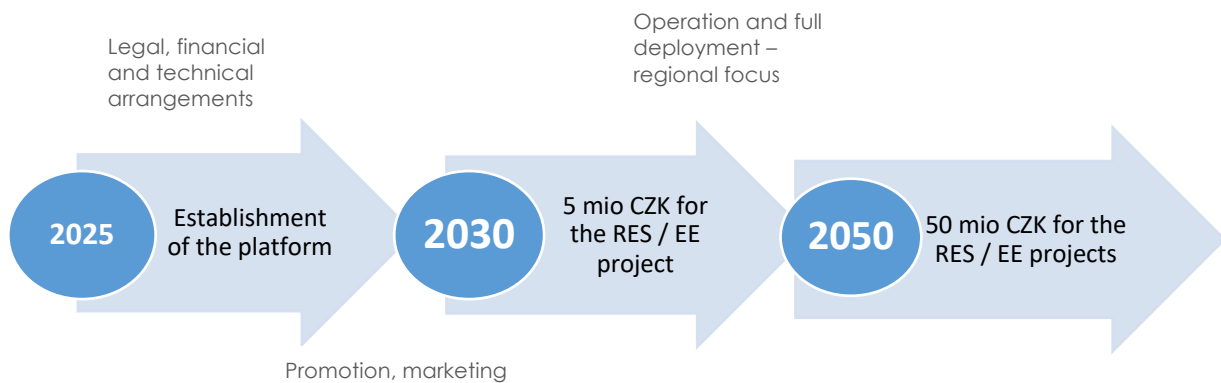 Legal, financial
and technical
arrangements
Operation and full
deployment –
regional focus
2025
Establishment
of the platform
2030
5 mio CZK for
the RES / EE
project
2050
50 mio CZK for the
RES / EE projects
Promotion, marketing